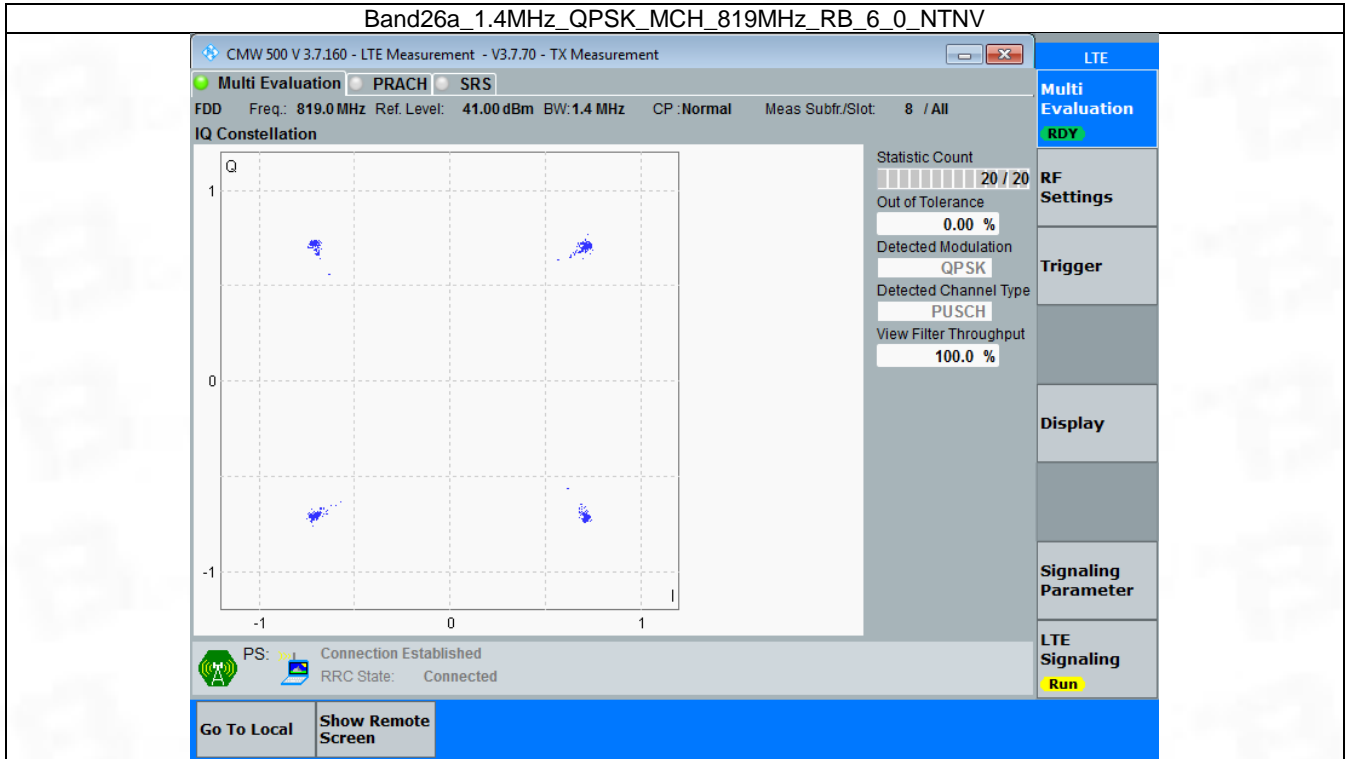 Band26a_1.4MHz_QPSK_MCH_819MHz_RB_6_0_NTNV
CMW 500 V 3.7.160 - LTE Measurement - V3.7.70 - TX Measurement
LTE
Multi Evaluation PRACH SRS
Multi
Evaluation
RDY
FDD Freq.: 819.0 MHz Ref. Level: 41.00 dBm BW: 1.4 MHz CP : Normal Meas Subfr./Slot: 8 / All
IQ Constellation
Q
1
0
-1
I
-1 0 1
Statistic Count
20 / 20
Out of Tolerance
0.00 %
Detected Modulation
QPSK
Detected Channel Type
PUSCH
View Filter Throughput
100.0 %
RF
Settings
Trigger
Display
Signaling
Parameter
LTE
Signaling
Run
PS: Connection Established
RRC State: Connected
Go To Local
Show Remote
Screen